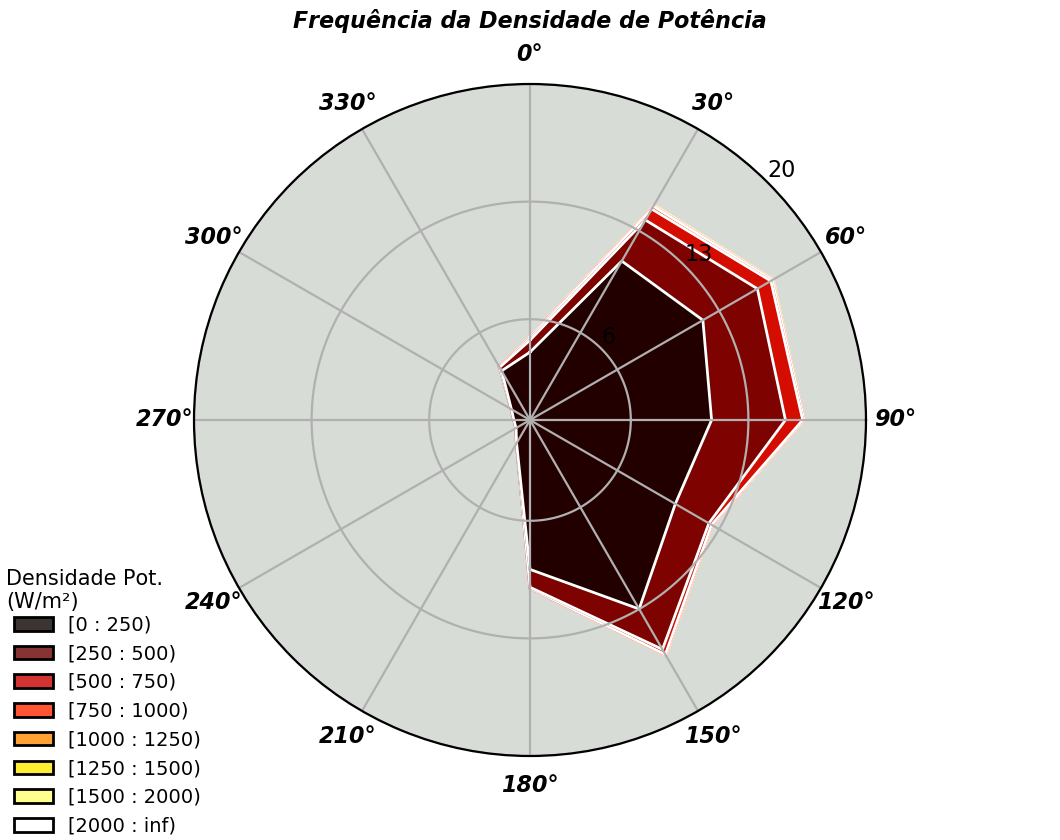 Frequência da Densidade de Potência
0°
330°
30°
20
300°
60°
13
6
270°
90°
240°
120°
210°
150°
180°
Densidade Pot.
(W/m²)
[0 : 250)
[250 : 500)
[500 : 750)
[750 : 1000)
[1000 : 1250)
[1250 : 1500)
[1500 : 2000)
[2000 : inf)